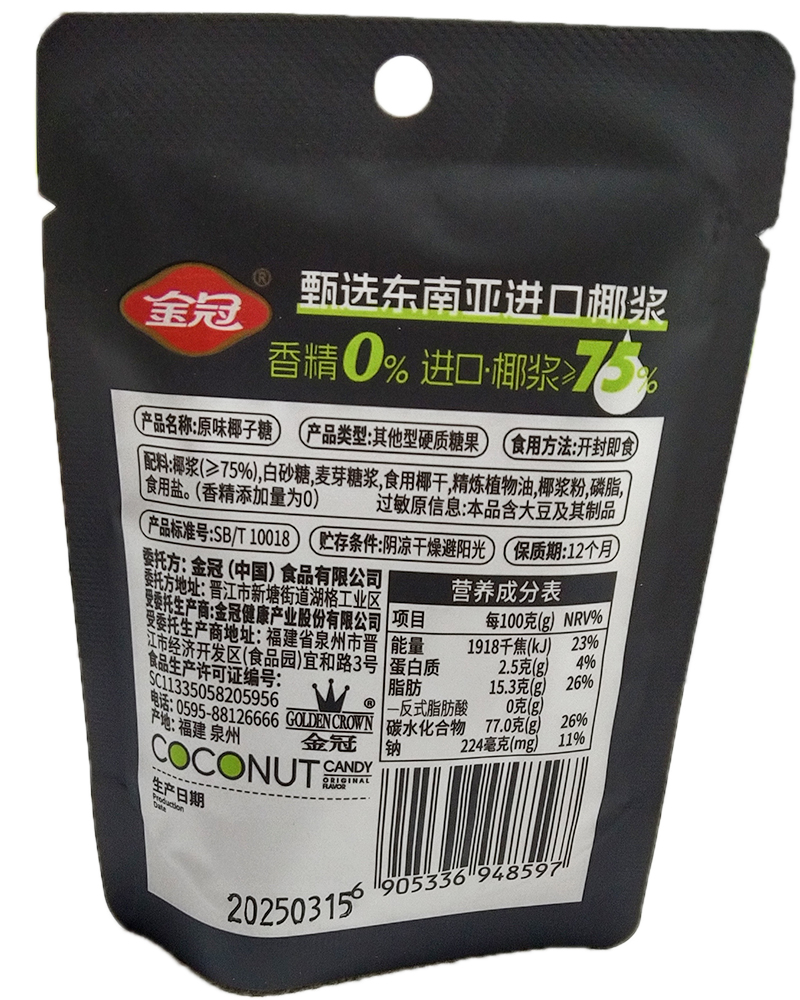 金冠®
甄选东南亚进口椰浆
香精0% 进口·椰浆≥75%
产品名称:原味椰子糖
产品类型:其他型硬质糖果
食用方法:开封即食
配料:椰浆(≥75%),白砂糖,麦芽糖浆,食用椰干,精炼植物油,椰浆粉,磷脂,
食用盐。(香精添加量为0) 过敏原信息:本品含大豆及其制品
产品标准号:SB/T 10018
贮存条件:阴凉干燥避阳光
保质期:12个月
委托方: 金冠 (中国) 食品有限公司
委托方地址: 晋江市新塘街道湖格工业区
受委托生产商:金冠健康产业股份有限公司
受委托生产商地址: 福建省泉州市晋
江市经济开发区(食品园)宜和路3号
食品生产许可证编号:
SC11335058205956
电话: 0595-88126666
产地: 福建 泉州
®
GOLDEN CROWN
金冠
营养成分表
项目 每100克(g) NRV%
能量 1918千焦(kJ) 23%
蛋白质 2.5克(g) 4%
脂肪 15.3克(g) 26%
—反式脂肪酸 0克(g)
碳水化合物 77.0克(g) 26%
钠 224毫克(mg) 11%
COCONUT CANDY
ORIGINAL
FLAVOR
生产日期
Production
Date
20250315
6 905336 948597